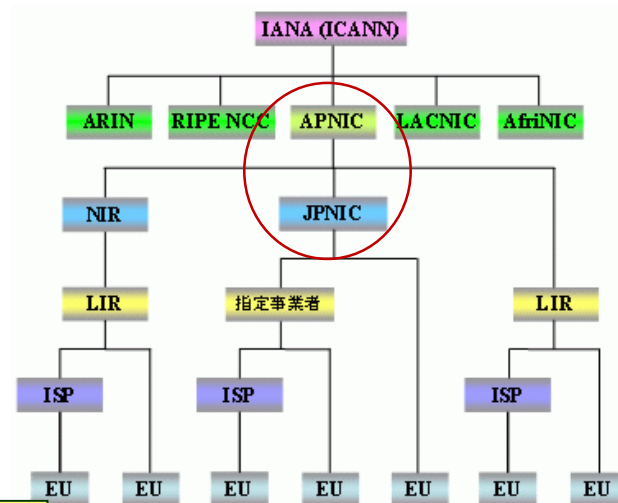 IANA (ICANN)
ARIN RIPE NCC APNIC LACNIC AfriNIC
NIR JPNIC
LIR 指定事業者 LIR
ISP ISP ISP
EU EU EU EU EU EU EU